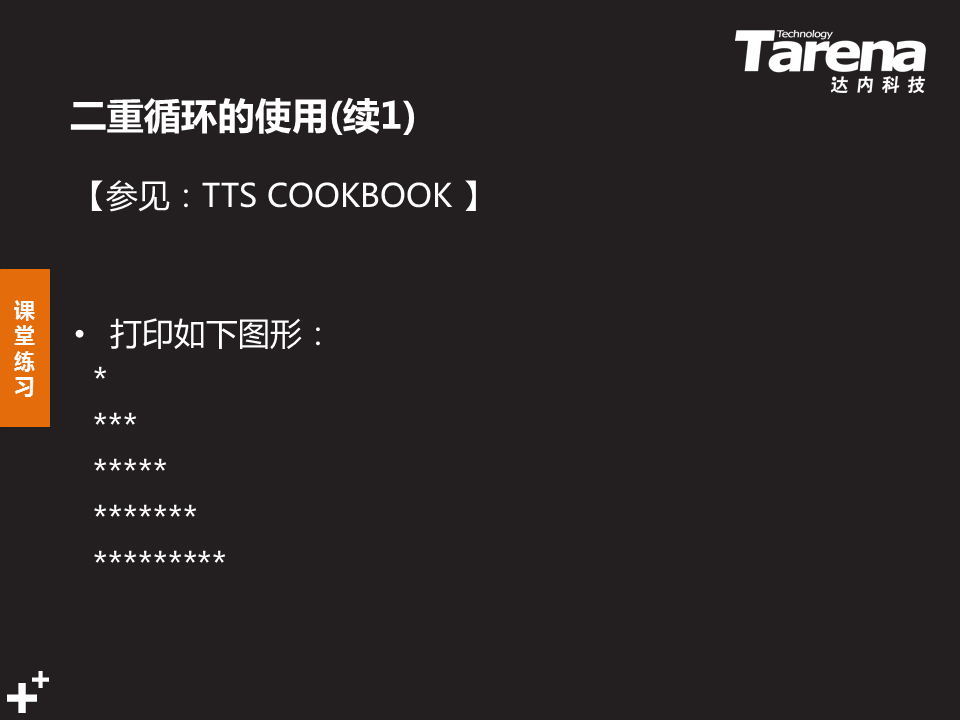 Technology
Tarena
达内科技
二重循环的使用(续1)
【参见：TTS COOKBOOK 】
课堂练习
• 打印如下图形：
*
***
*****
*******
*********